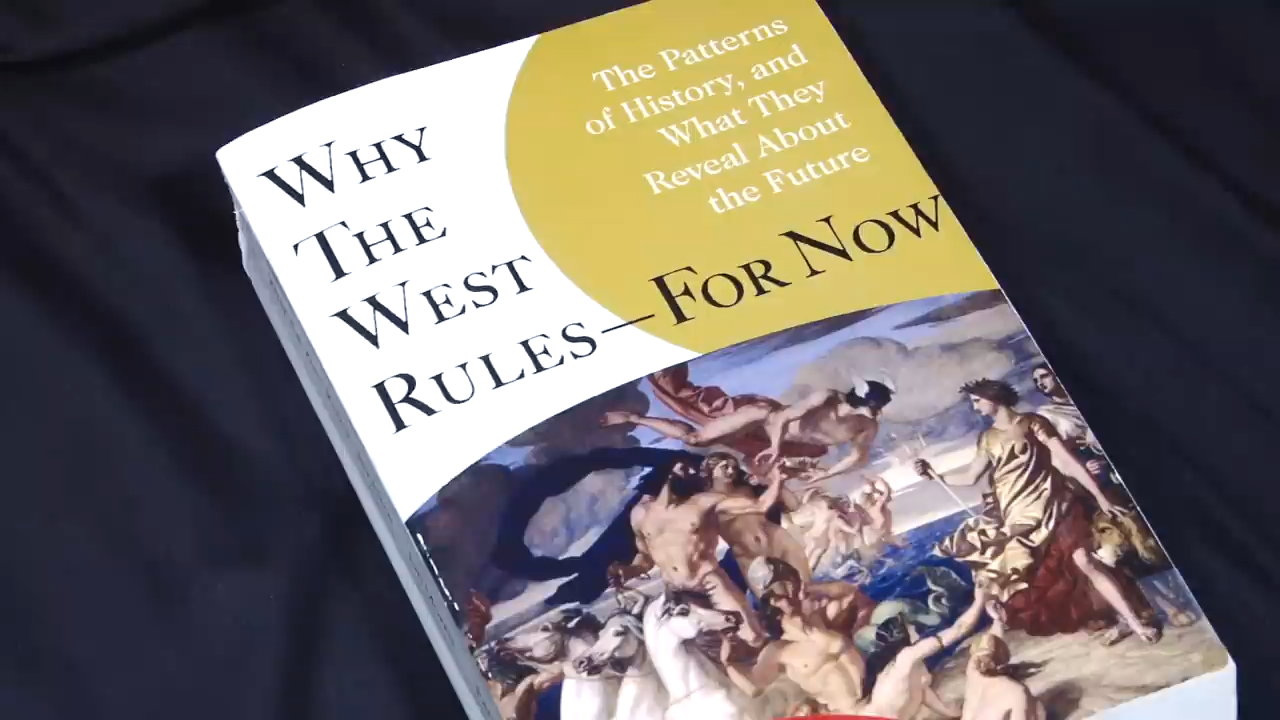 The Patterns
of History, and
What They
Reveal About
the Future
WHY
THE
WEST
RULES—FOR NOW